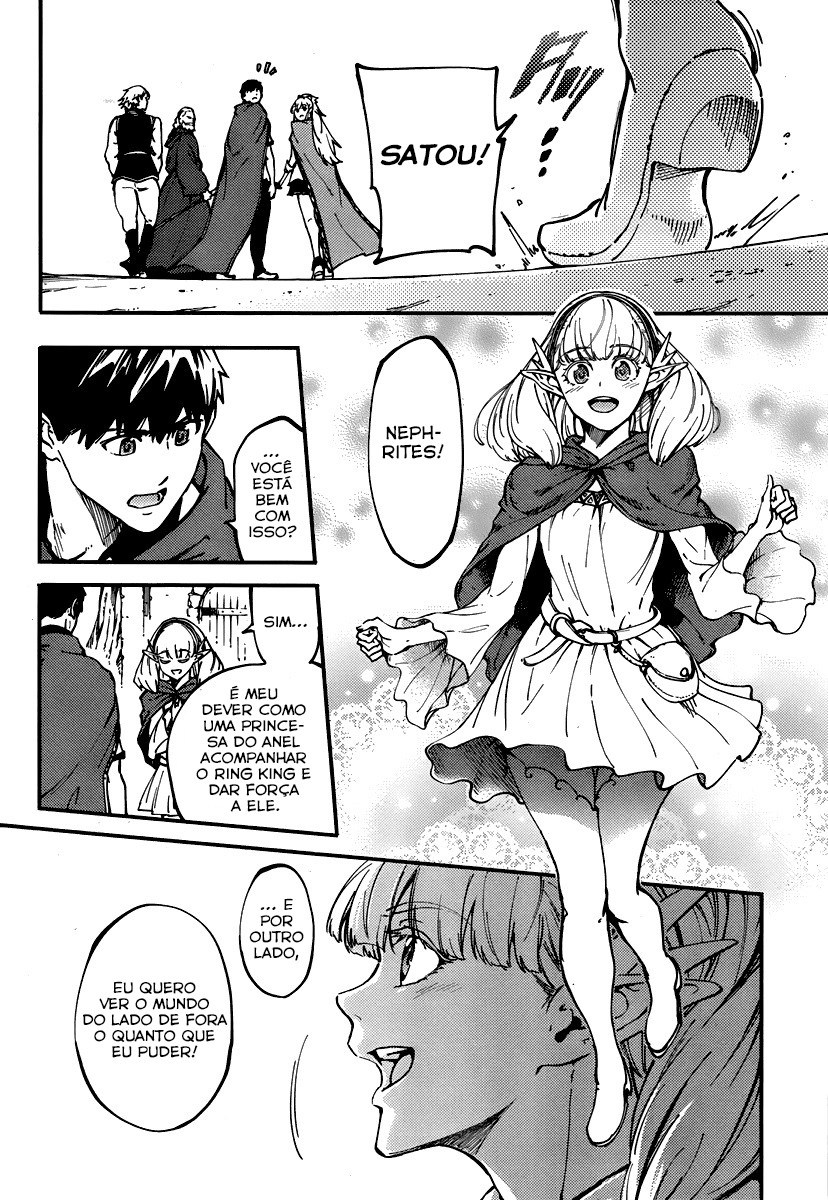 SATOU!
NEPH-
RITES!
...
VOCÊ
ESTÁ
BEM
COM
ISSO?
SIM...
É MEU
DEVER COMO
UMA PRINCE-
SA DO ANEL
ACOMPANHAR
O RING KING E
DAR FORÇA
A ELE.
... E
POR
OUTRO
LADO,
EU QUERO
VER O MUNDO
DO LADO DE FORA
O QUANTO QUE
EU PUDER!